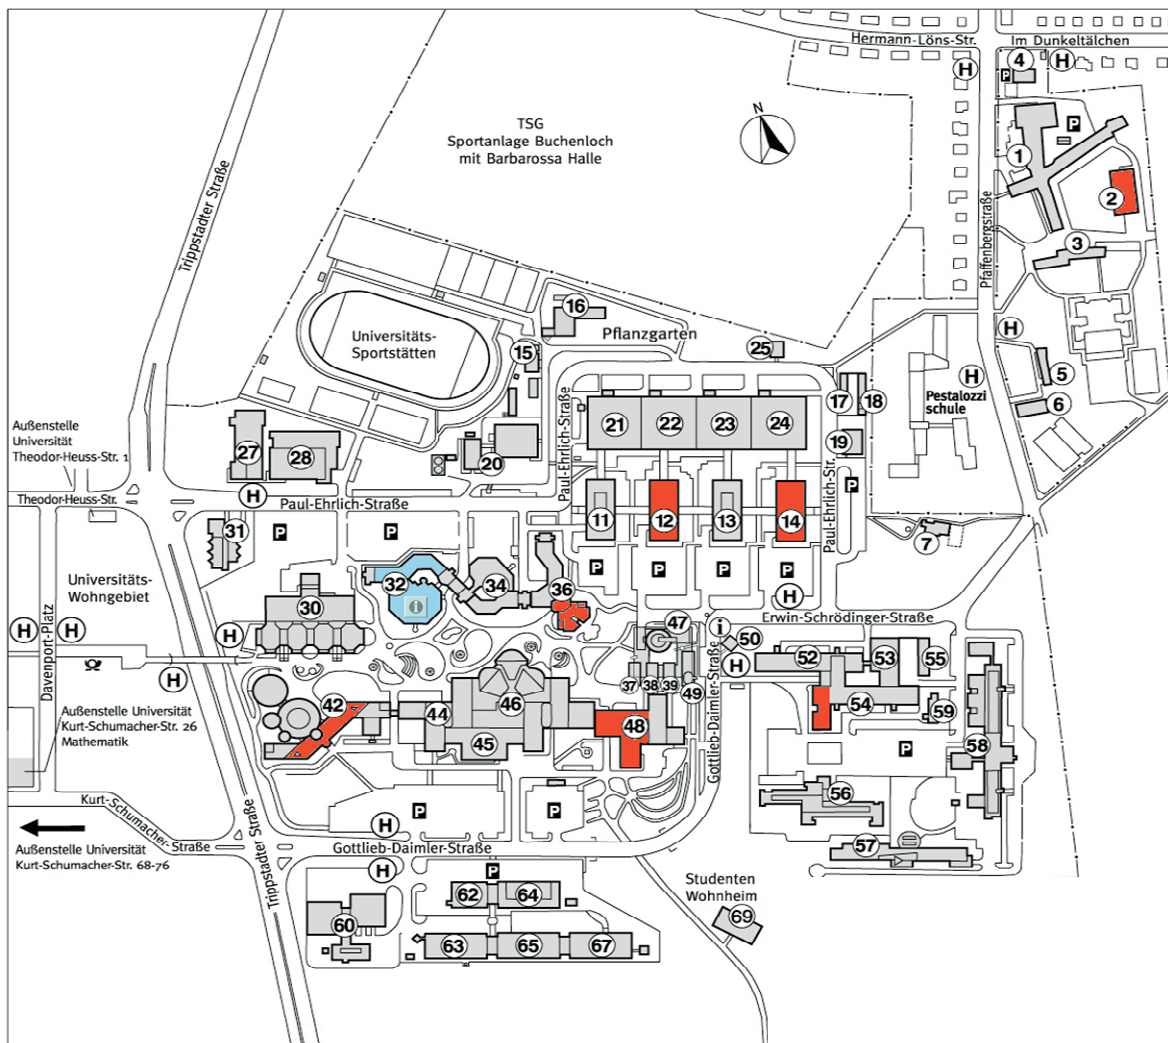 Hermann-Löns-Str.
Im Dunkeltälchen
4
H
H
P
TSG
Sportanlage Buchenloch
mit Barbarossa Halle
N
P
1
2
3
Trippstadter Straße
Pfaffenbergstraße
16
Pflanzgarten
Universitäts-
Sportstätten
15
25
H
H
5
6
17
18
Pestalozzi
schule
Paul-Ehrlich-Straße
21
22
23
24
19
Außenstelle
Universität
Theodor-Heuss-Str. 1
27
28
20
Theodor-Heuss-Str.
H
Paul-Ehrlich-Straße
Paul-Ehrlich-Str.
P
11
12
13
14
31
P
P
7
P
P
P
P
Universitäts-
Wohngebiet
32
i
34
36
H
30
Erwin-Schrödinger-Straße
H
H
H
Davenport-Platz
47
i
50
H
H
37
38
39
49
52
53
55
Außenstelle Universität
Kurt-Schumacher-Str. 26
Mathematik
42
44
46
45
48
54
59
58
Gottlieb-Daimler-Straße
P
56
57
Kurt-Schumacher-Straße
Trippstadter Straße
P
P
H
Gottlieb-Daimler-Straße
Außenstelle Universität
Kurt-Schumacher-Str. 68-76
H
P
62
64
Studenten
Wohnheim
69
60
63
65
67